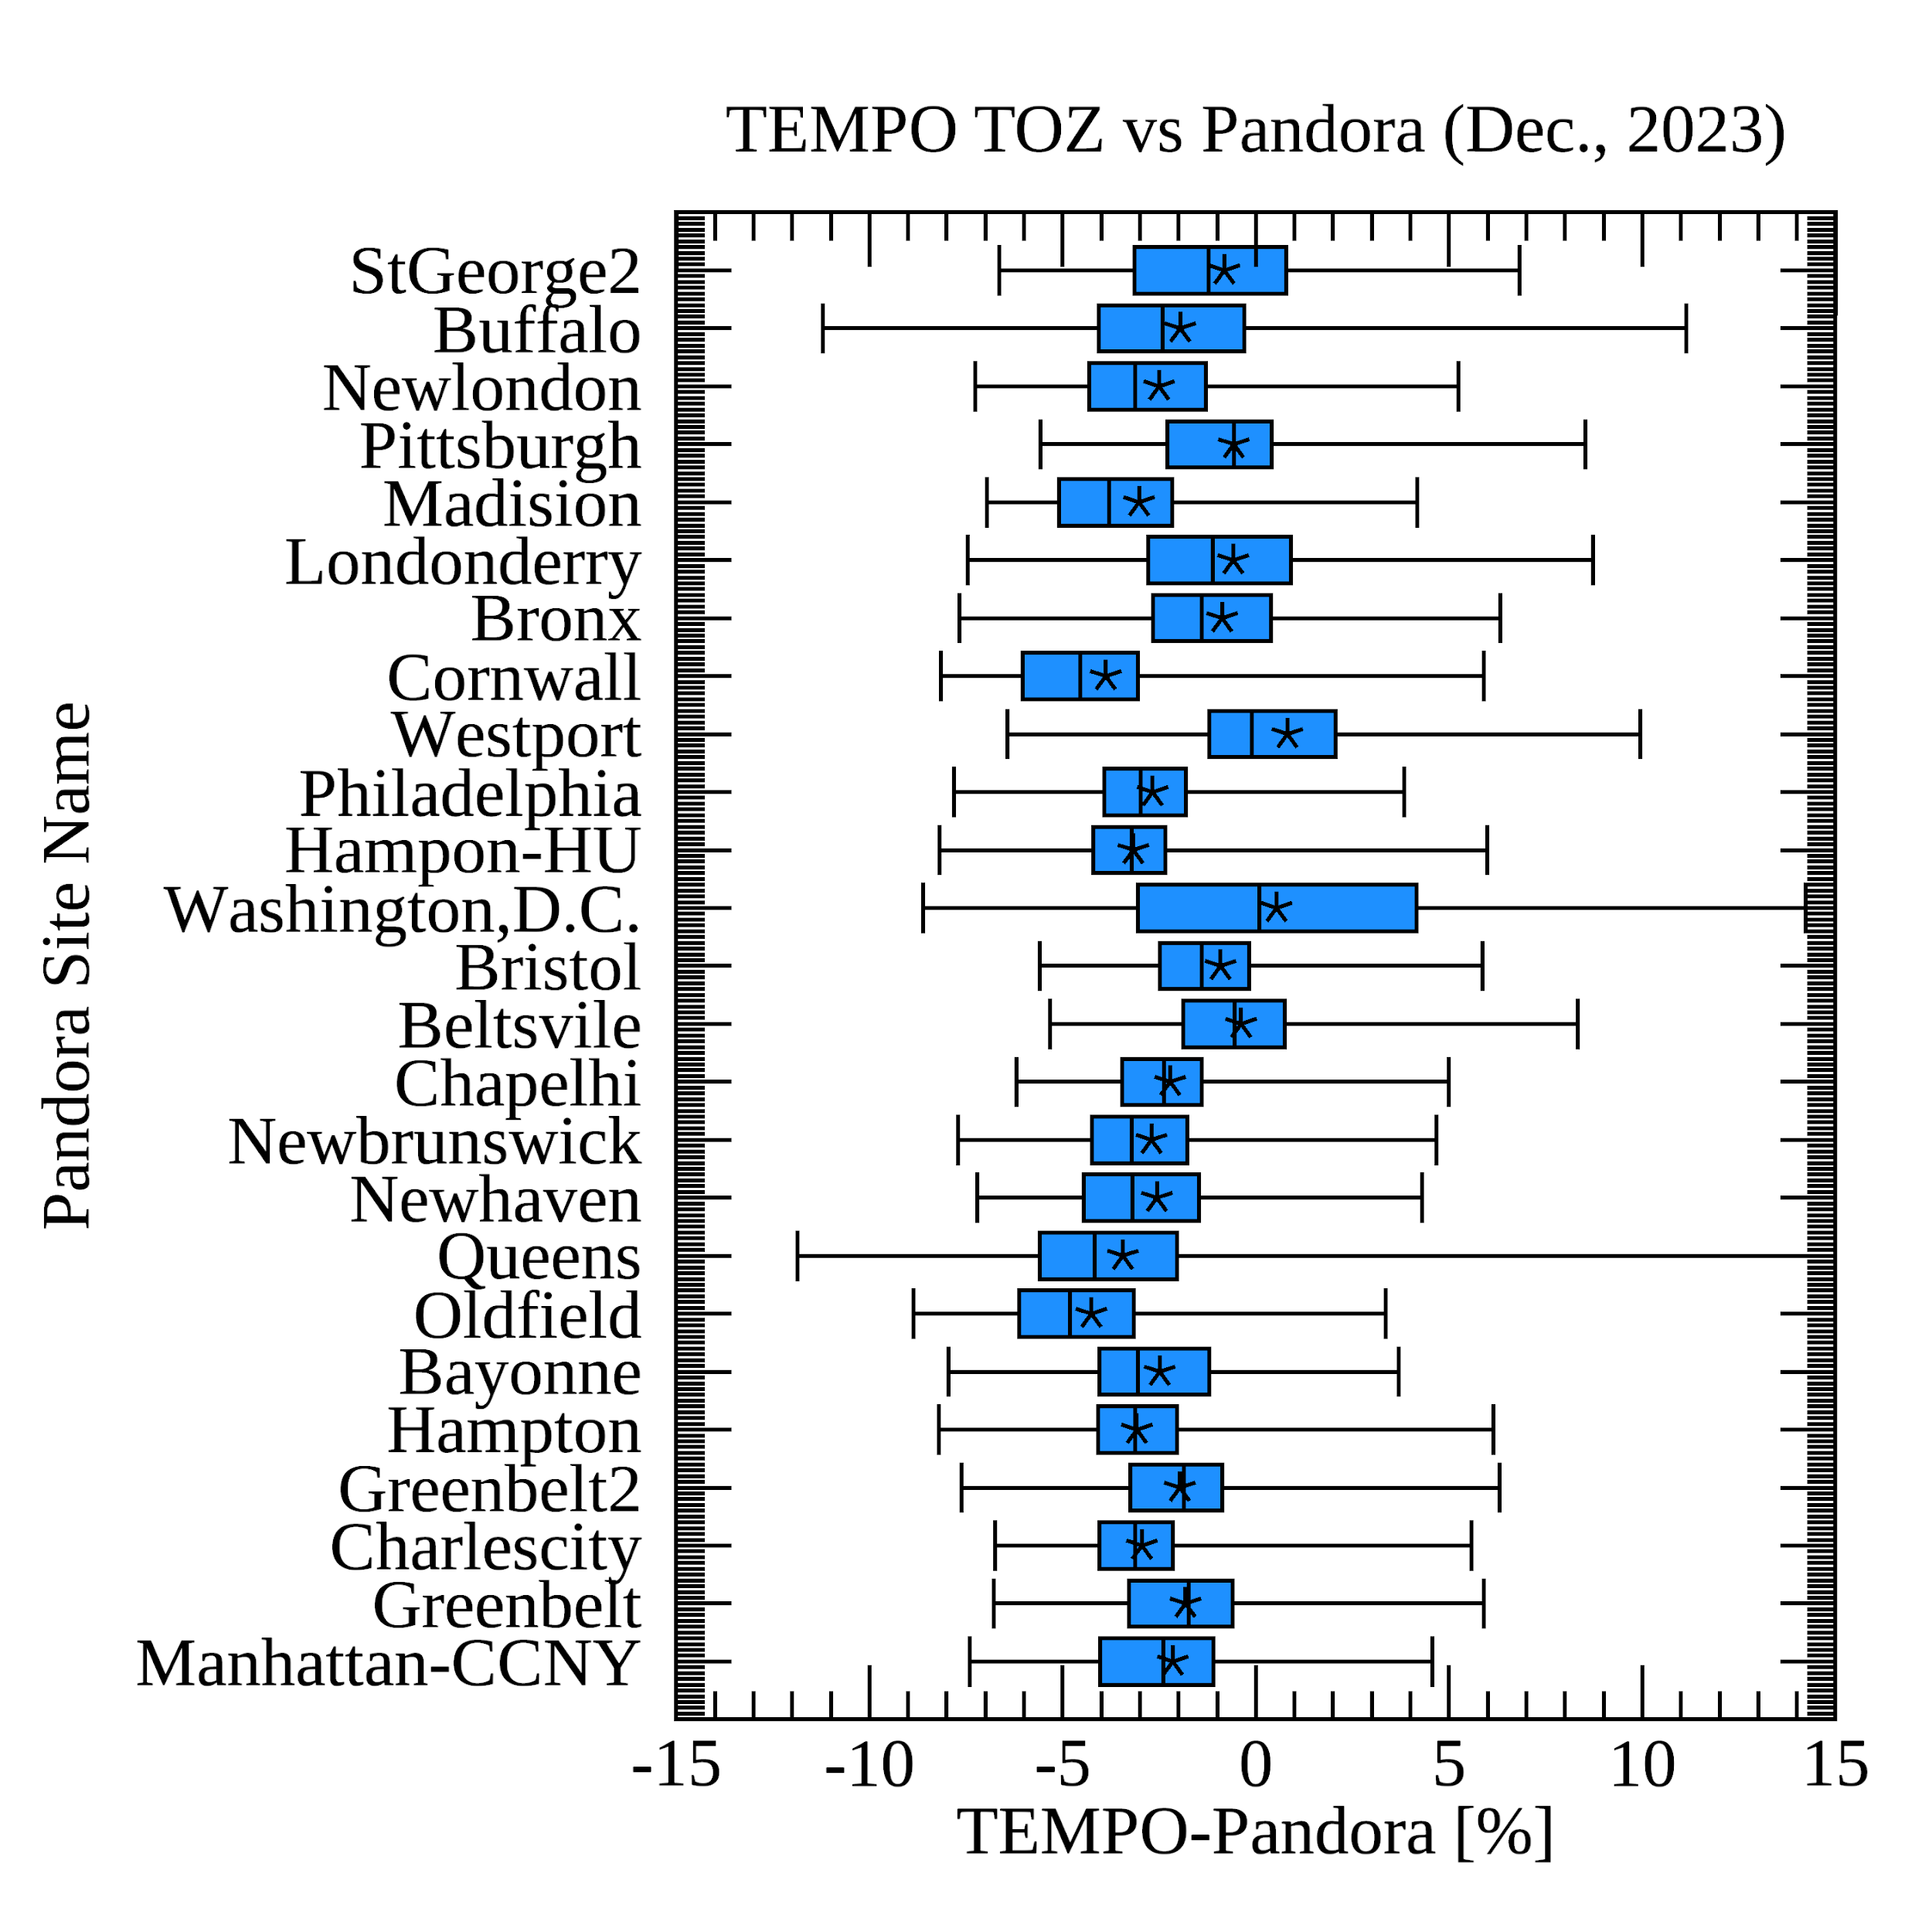 TEMPO TOZ vs Pandora (Dec., 2023)
StGeorge2
Buffalo
Newlondon
Pittsburgh
Madision
Londonderry
Bronx
Cornwall
Westport
Philadelphia
Hampon-HU
Washington,D.C.
Bristol
Beltsvile
Chapelhi
Newbrunswick
Newhaven
Queens
Oldfield
Bayonne
Hampton
Greenbelt2
Charlescity
Greenbelt
Manhattan-CCNY
Pandora Site Name
-15 -10 -5 0 5 10 15
TEMPO-Pandora [%]